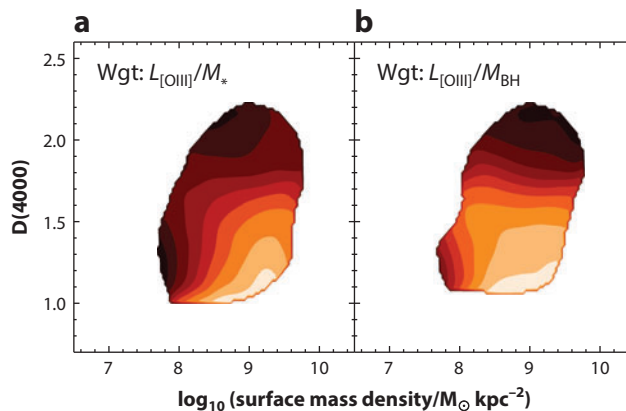 a
b
Wgt: L[OIII]/M*
Wgt: L[OIII]/MBH
2.5
2.0
1.5
1.0
D(4000)
7 8 9 10 7 8 9 10
log10 (surface mass density/M⊙ kpc−2)